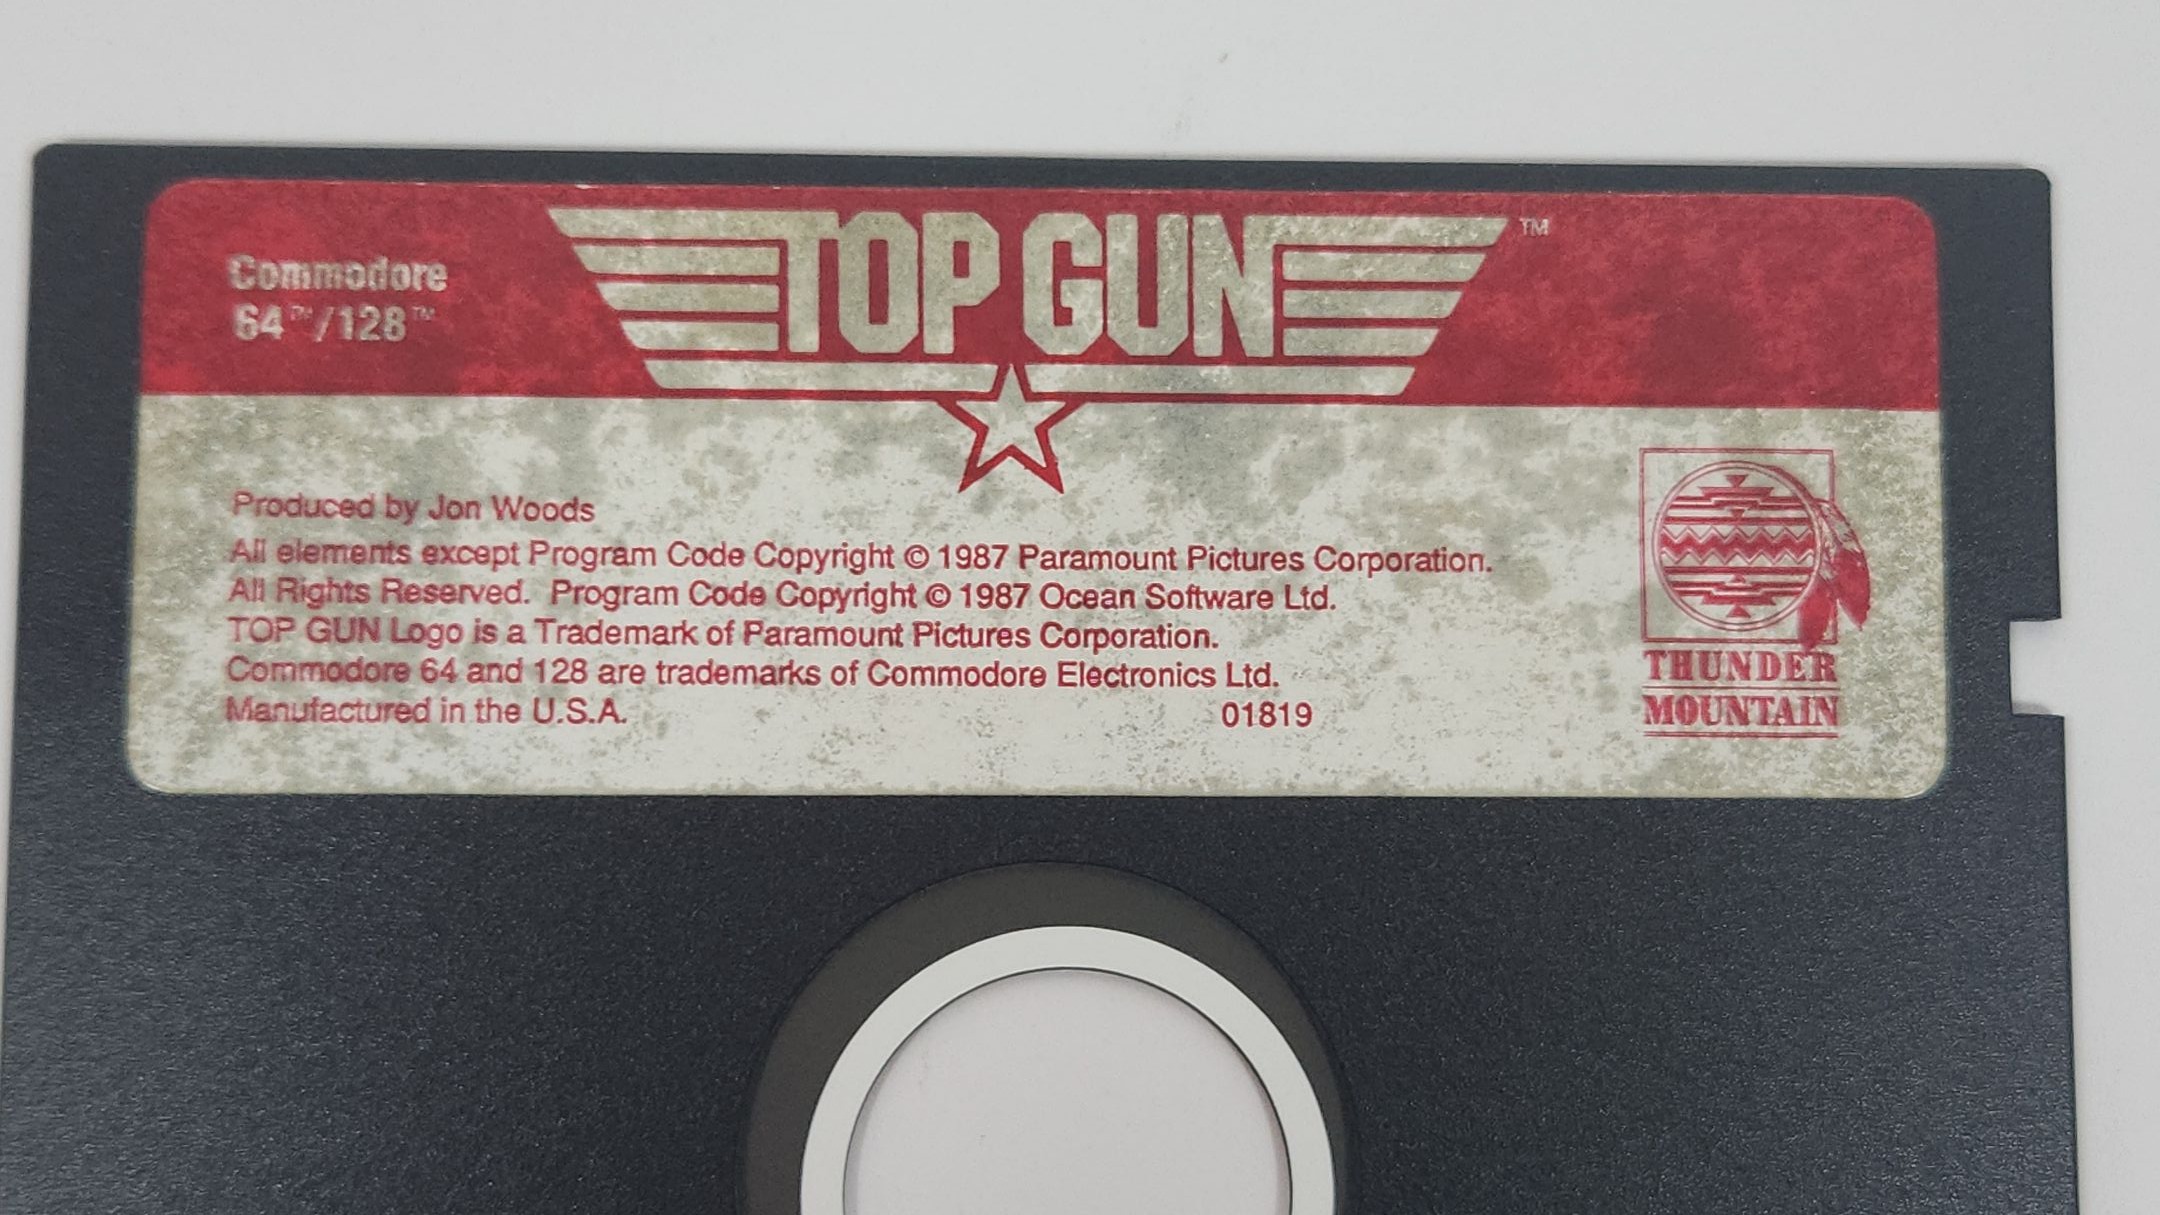 Commodore
64™/128™
TOP GUN™
Produced by Jon Woods
All elements except Program Code Copyright © 1987 Paramount Pictures Corporation.
All Rights Reserved. Program Code Copyright © 1987 Ocean Software Ltd.
TOP GUN Logo is a Trademark of Paramount Pictures Corporation.
Commodore 64 and 128 are trademarks of Commodore Electronics Ltd.
Manufactured in the U.S.A. 01819
THUNDER
MOUNTAIN